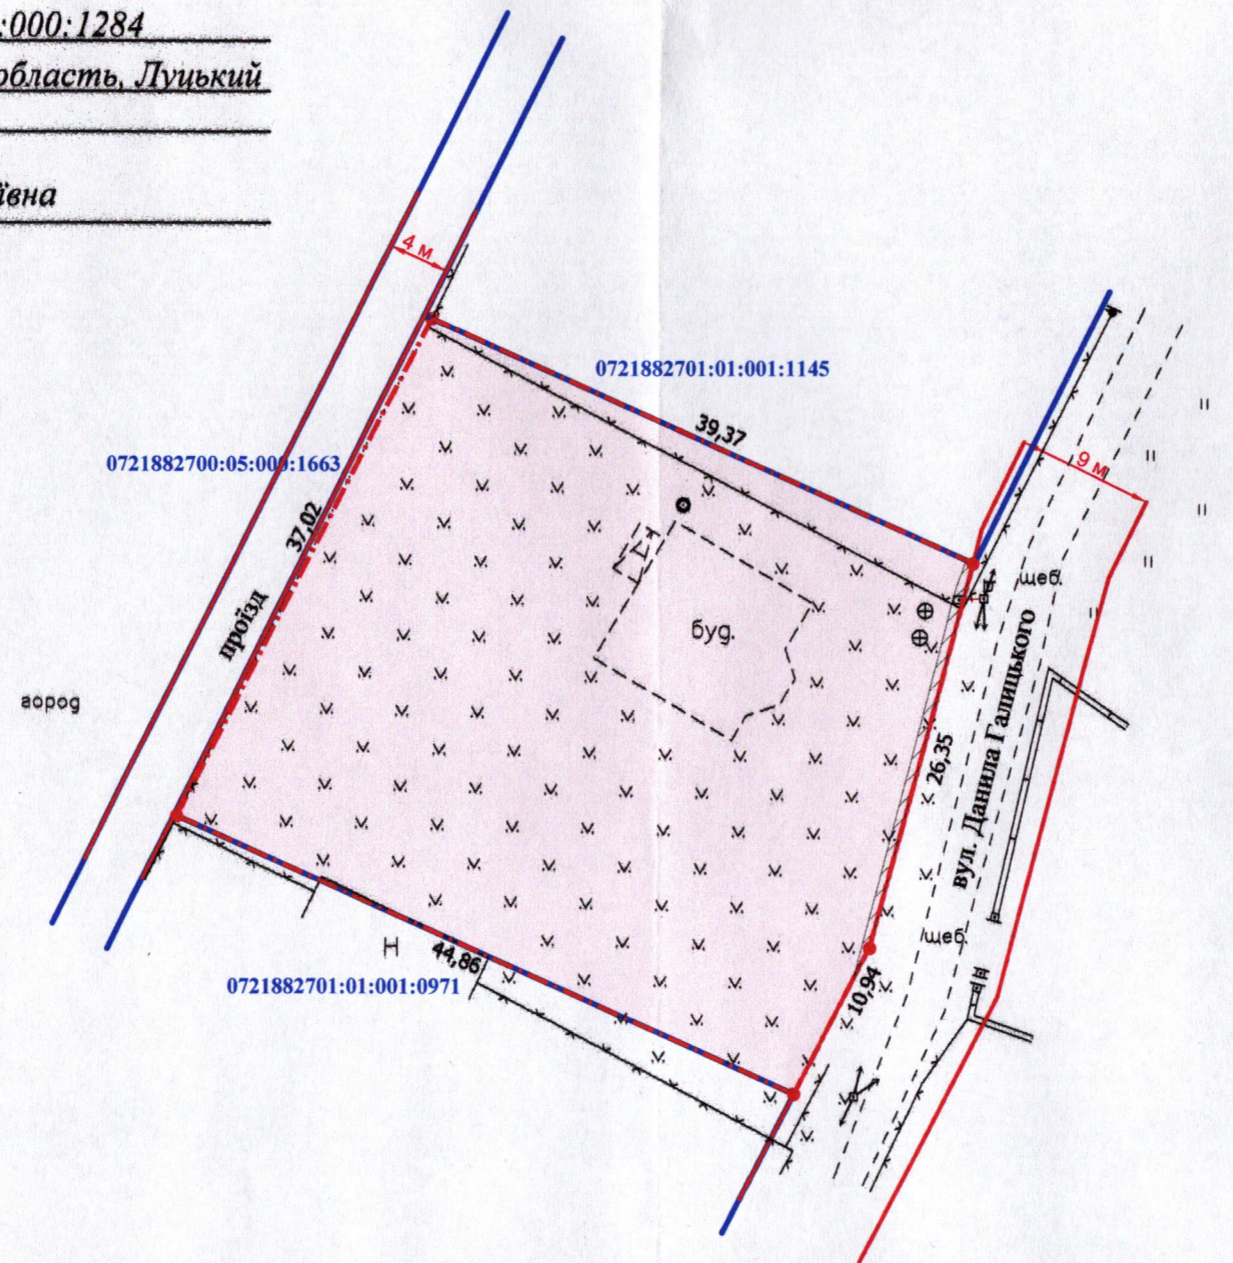 :000:1284
область, Луцький
ївна
4 м
0721882701:01:001:1145
39,37
9 м
0721882700:05:000:1663
37,02
проїзд
щеб.
буд.
город
26,35
вул. Данила Галицького
щеб.
Н
44,86
10,94
Н
0721882701:01:001:0971